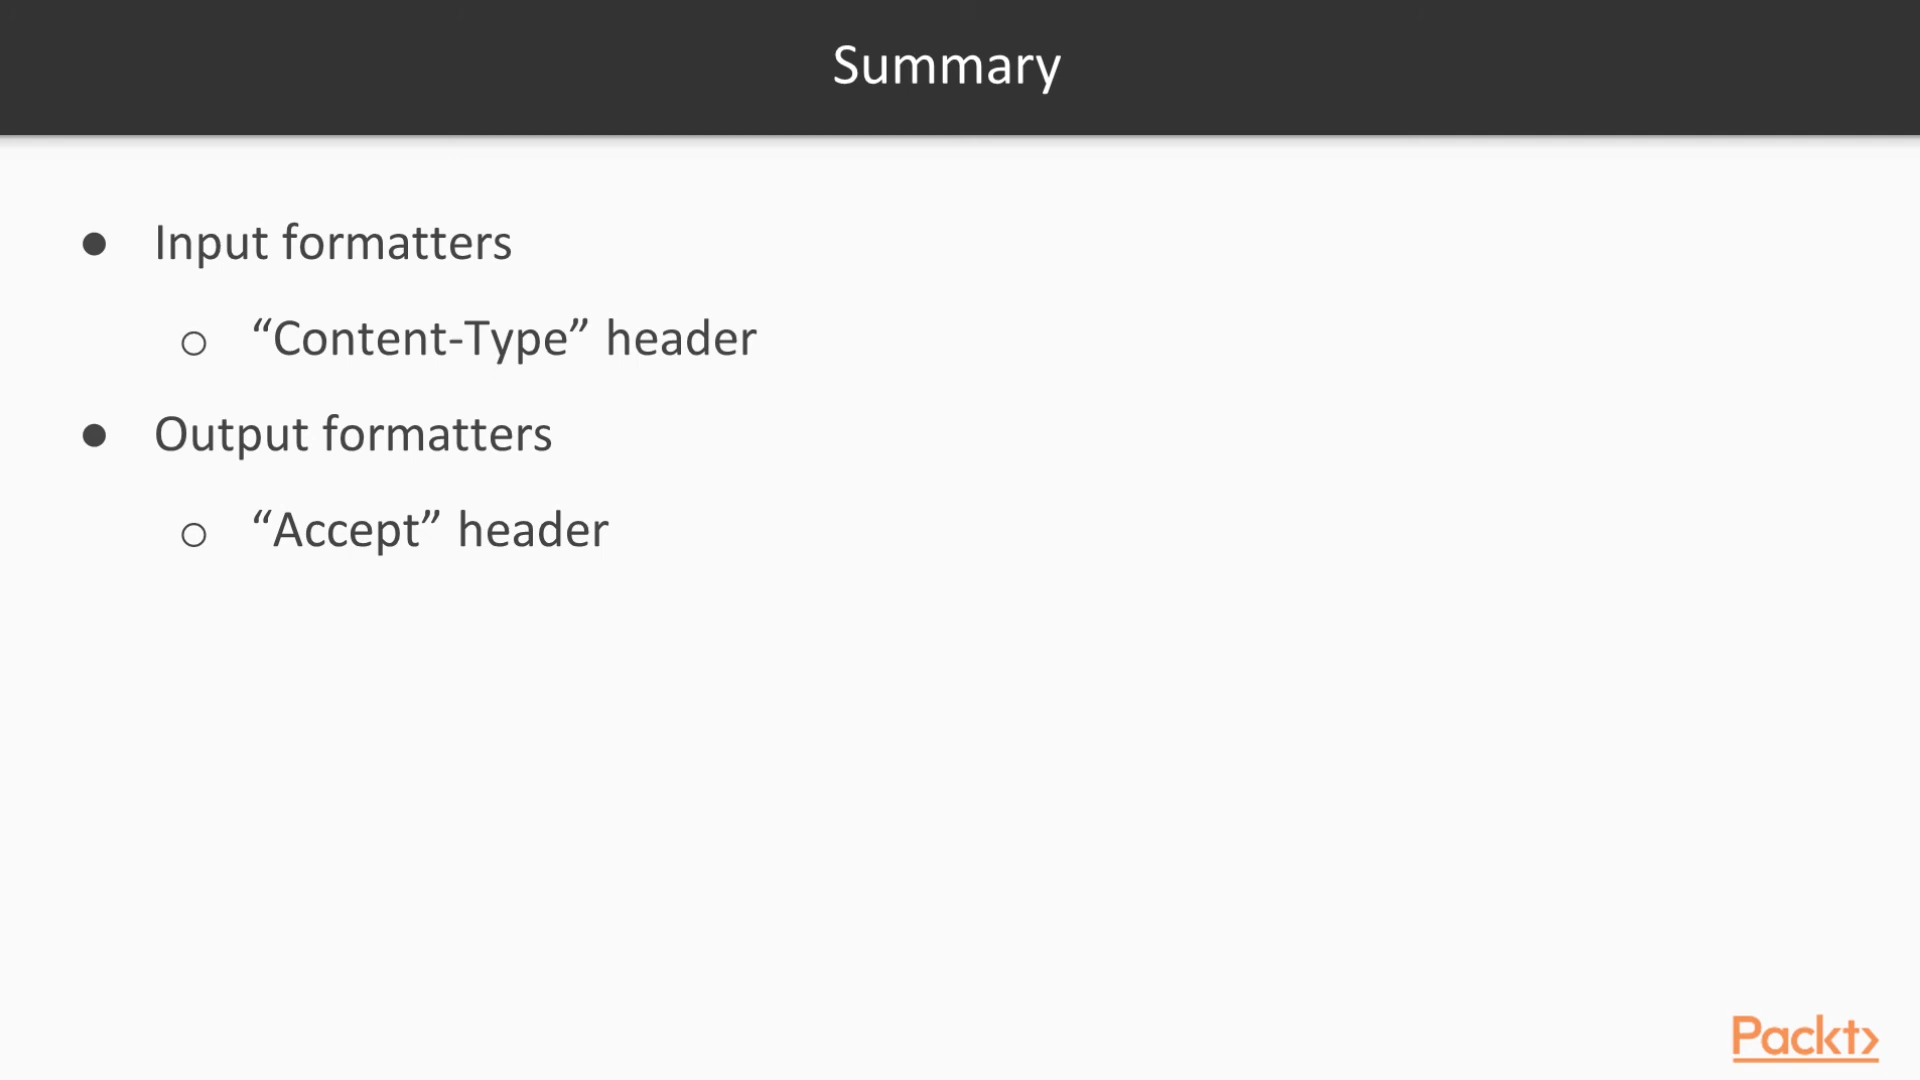 Summary
● Input formatters
○ “Content-Type” header
● Output formatters
○ “Accept” header
Packt>